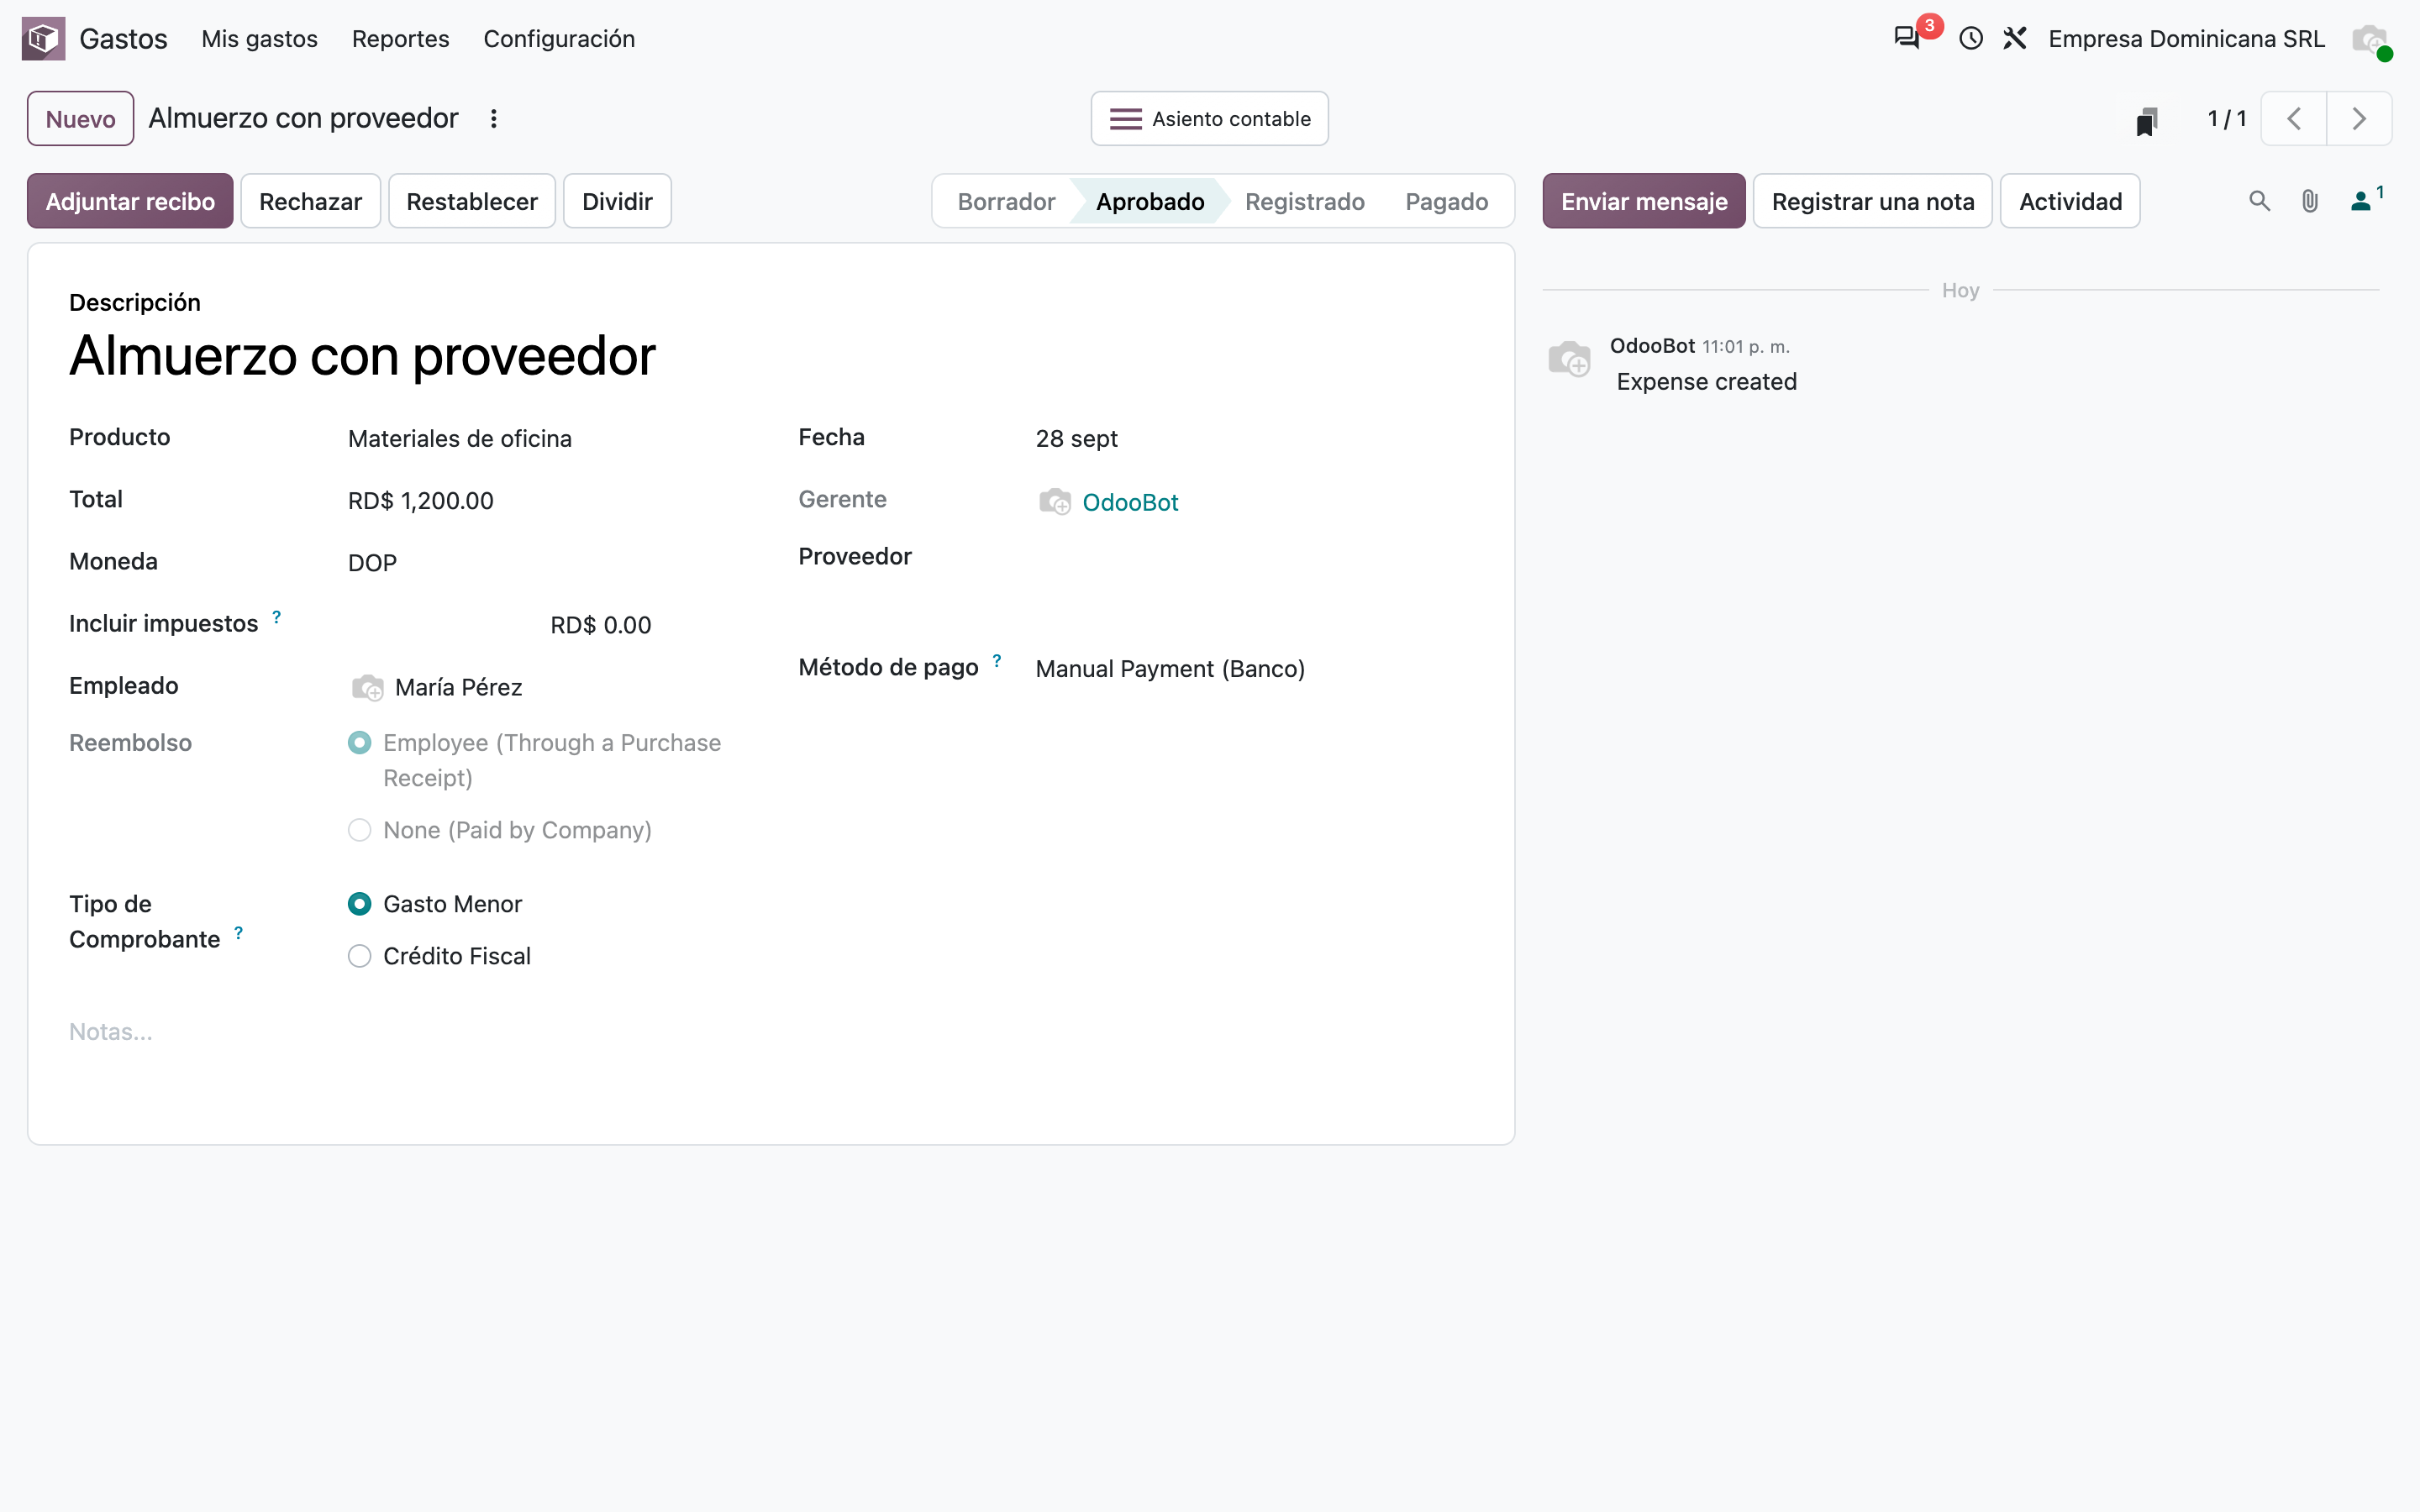 Gastos Mis gastos Reportes Configuración 3 Empresa Dominicana SRL
Nuevo Almuerzo con proveedor Asiento contable 1 / 1
Adjuntar recibo Rechazar Restablecer Dividir Borrador Aprobado Registrado Pagado Enviar mensaje Registrar una nota Actividad 1
Descripción
Almuerzo con proveedor
Producto Materiales de oficina
Total RD$ 1,200.00
Moneda DOP
Incluir impuestos ? RD$ 0.00
Empleado María Pérez
Reembolso Employee (Through a Purchase
Receipt)
None (Paid by Company)
Tipo de
Comprobante ?
Gasto Menor
Crédito Fiscal
Notas...
Fecha 28 sept
Gerente OdooBot
Proveedor
Método de pago ? Manual Payment (Banco)
Hoy
OdooBot 11:01 p. m.
Expense created